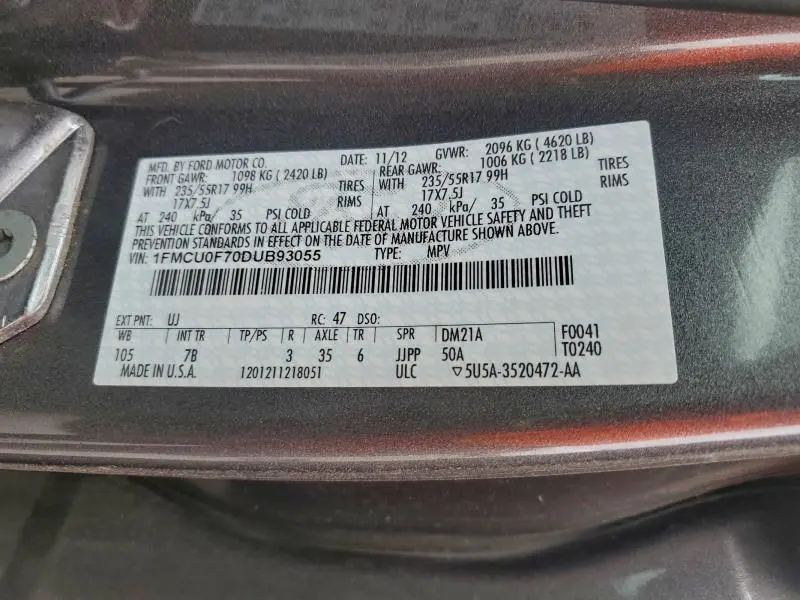 MFD. BY FORD MOTOR CO. DATE: 11/12 GVWR: 2096 KG ( 4620 LB)
FRONT GAWR: 1098 KG ( 2420 LB) REAR GAWR: 1006 KG ( 2218 LB)
WITH 235/55R17 99H TIRES WITH 235/55R17 99H TIRES
17X7.5J RIMS 17X7.5J RIMS
AT 240 kPa/ 35 PSI COLD AT 240 kPa/ 35 PSI COLD
THIS VEHICLE CONFORMS TO ALL APPLICABLE FEDERAL MOTOR VEHICLE SAFETY AND THEFT
PREVENTION STANDARDS IN EFFECT ON THE DATE OF MANUFACTURE SHOWN ABOVE.
VIN: 1FMCU0F70DUB93055 TYPE: MPV
EXT PNT: UJ RC: 47 DSO:
WB INT TR TP/PS R AXLE TR SPR DM21A F0041
105 7B 3 35 6 JJPP 50A T0240
MADE IN U.S.A. 1201211218051 ULC ▽5U5A-3520472-AA